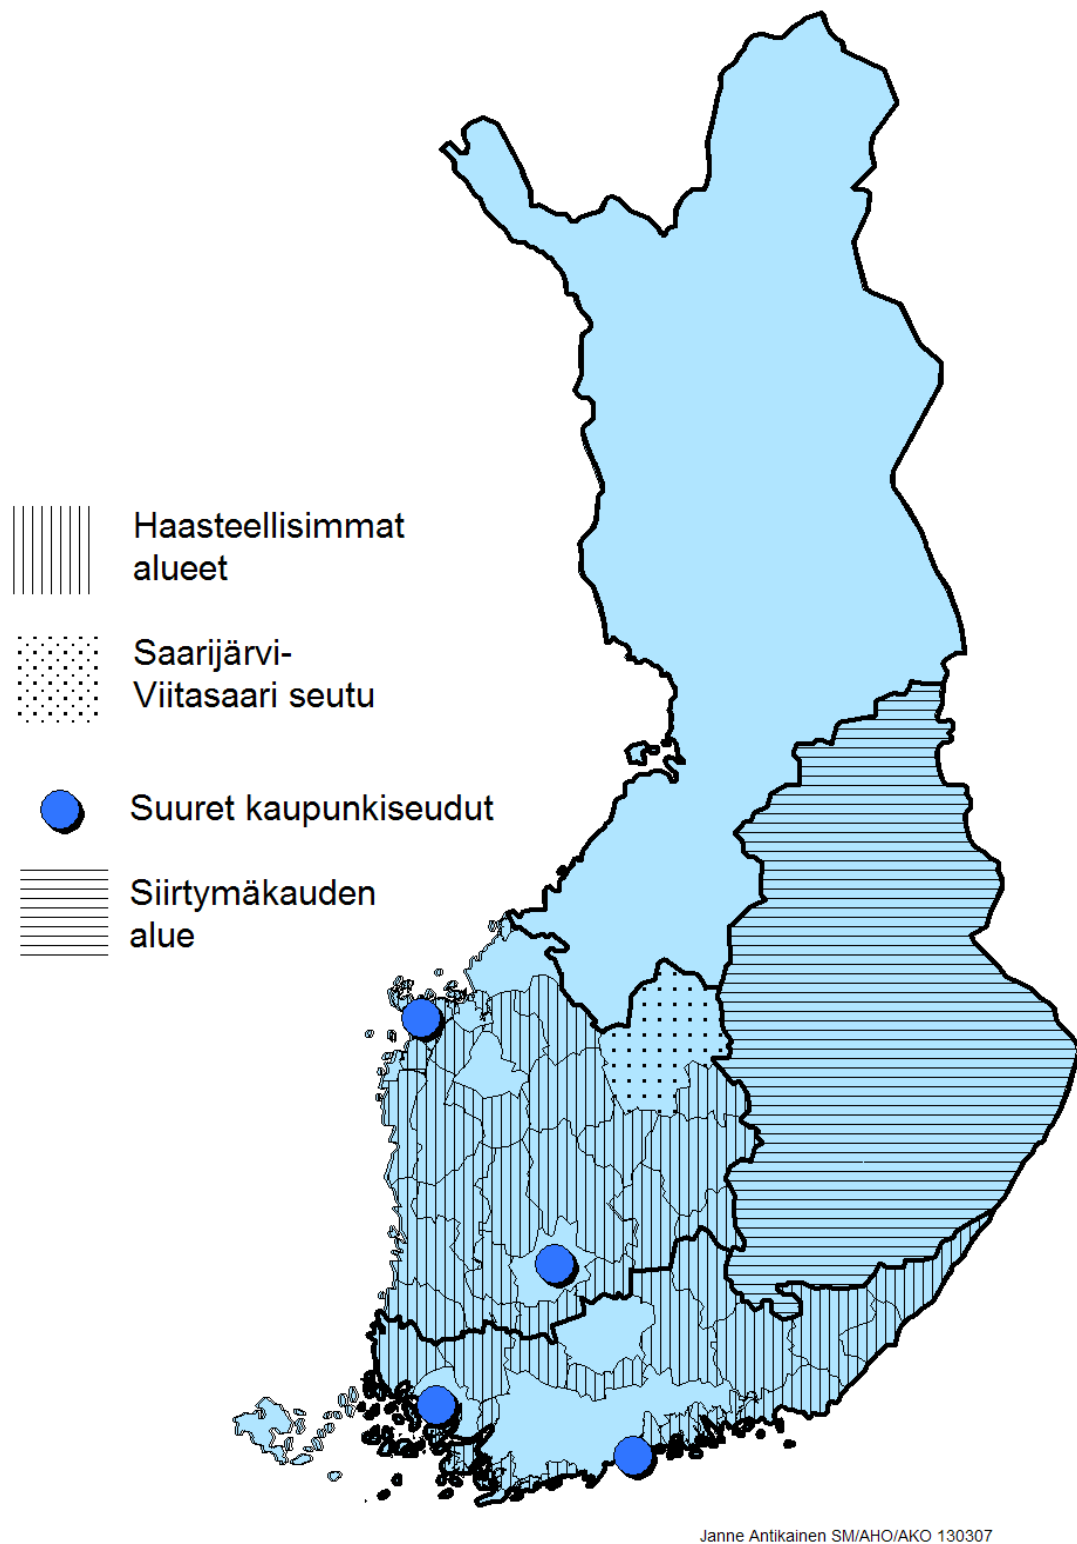 Haasteellisimmat
alueet
Saarijärvi-
Viitasaari seutu
Suuret kaupunkiseudut
Siirtymäkauden
alue
Janne Antikainen SM/AHO/AKO 130307